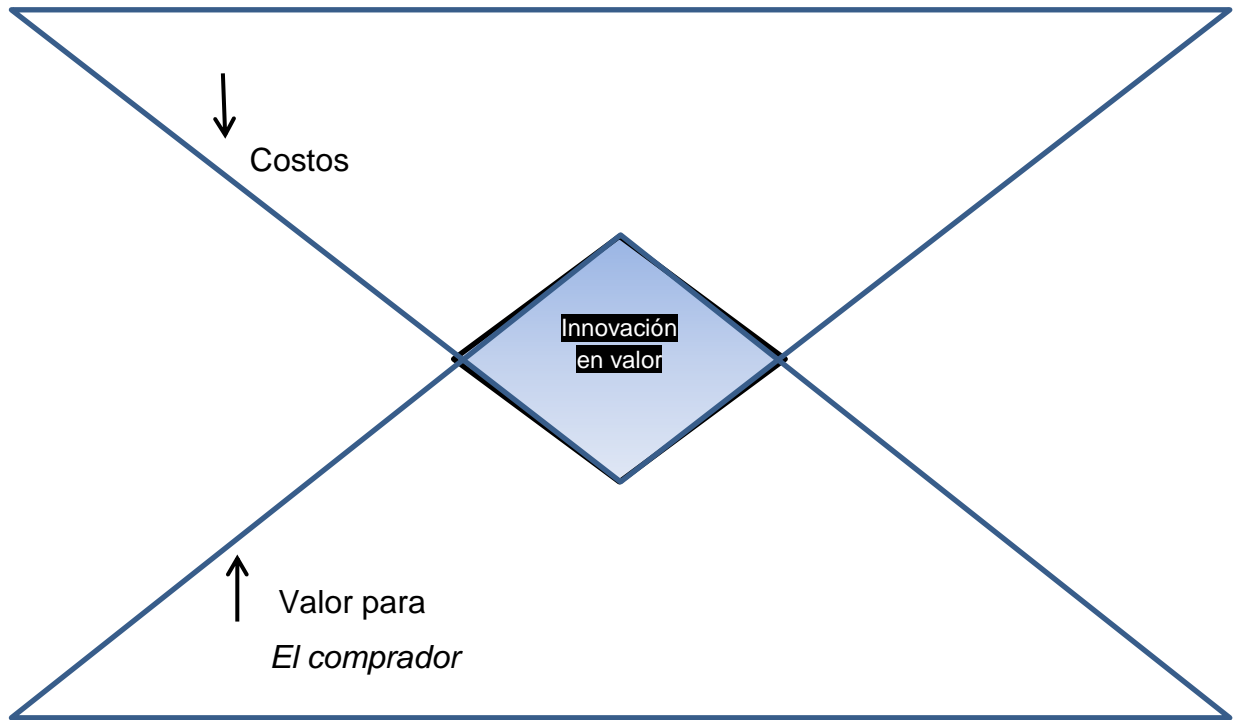 Costos
Innovación
en valor
Valor para
El comprador